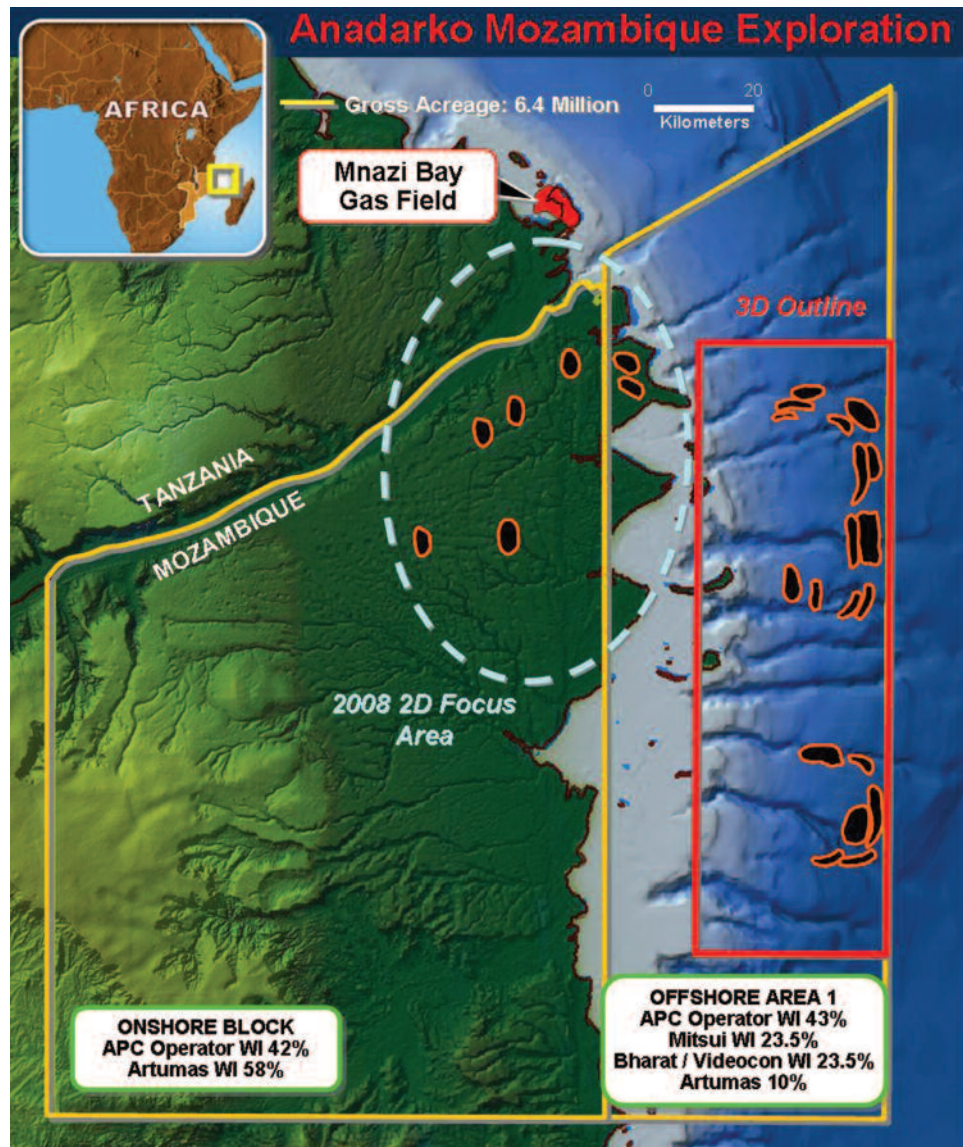 Anadarko Mozambique Exploration
AFRICA
Gross Acreage: 6.4 Million
0 20
Kilometers
Mnazi Bay
Gas Field
3D Outline
TANZANIA
MOZAMBIQUE
2008 2D Focus
Area
ONSHORE BLOCK
APC Operator WI 42%
Artumas WI 58%
OFFSHORE AREA 1
APC Operator WI 43%
Mitsui WI 23.5%
Bharat / Videocon WI 23.5%
Artumas 10%